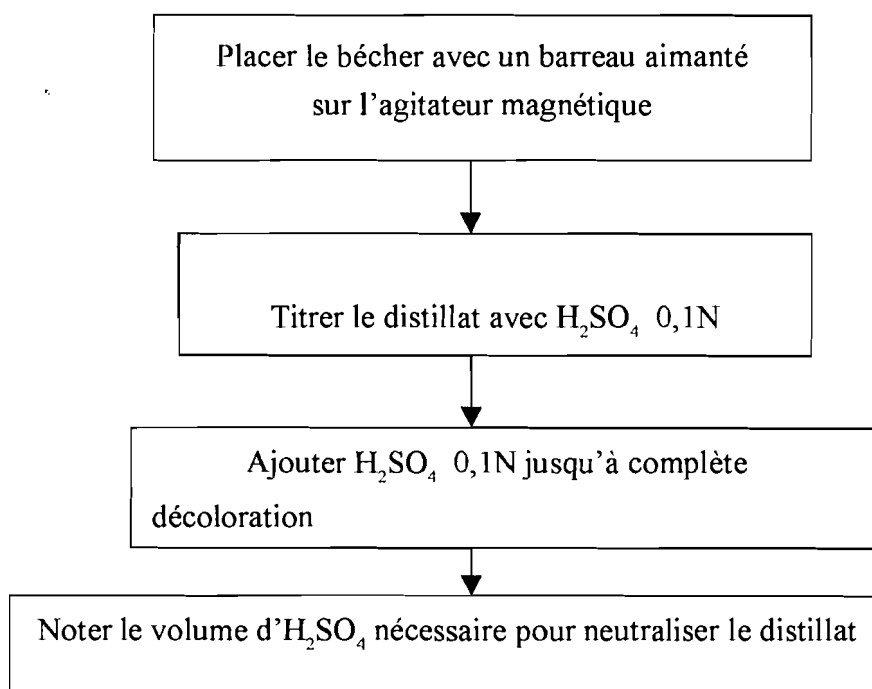 Placer le bécher avec un barreau aimanté
sur l'agitateur magnétique
Titrer le distillat avec H₂SO₄ 0,1N
Ajouter H₂SO₄ 0,1N jusqu'à complète
décoloration
Noter le volume d'H₂SO₄ nécessaire pour neutraliser le distillat